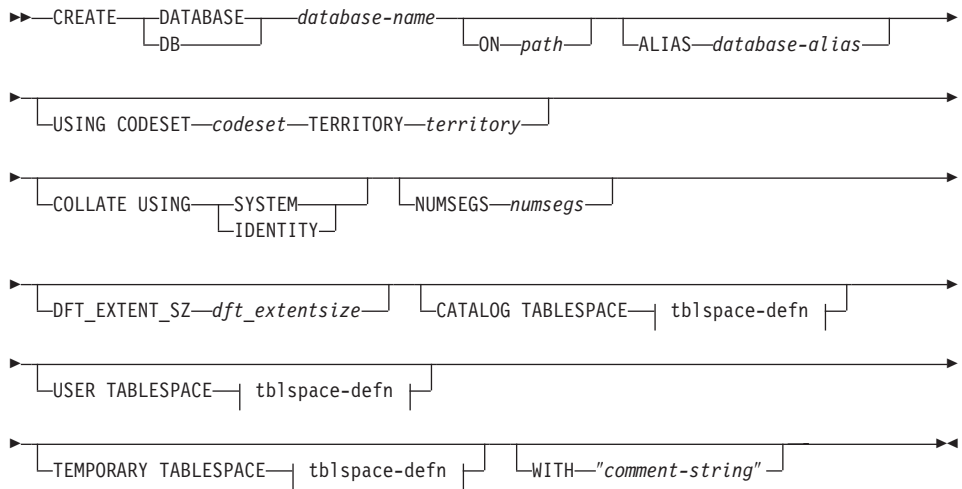 CREATE DATABASE database-name
DB ON path ALIAS database-alias
USING CODESET codeset TERRITORY territory
COLLATE USING SYSTEM NUMSEGS numsegs
IDENTITY
DFT_EXTENT_SZ dft_extentsize CATALOG TABLESPACE tblspace-defn
USER TABLESPACE tblspace-defn
TEMPORARY TABLESPACE tblspace-defn WITH "comment-string"